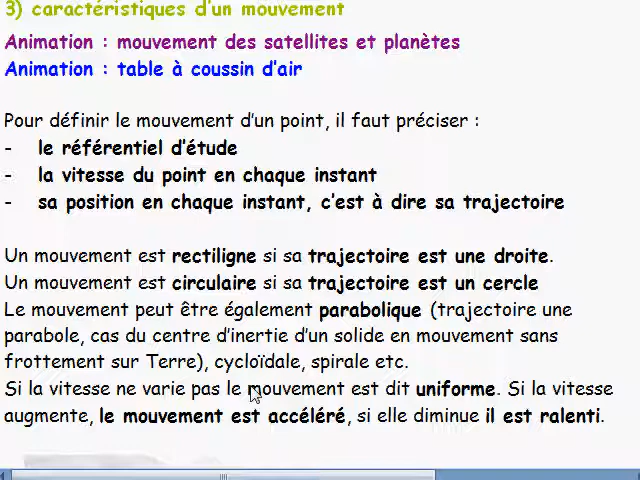 3) caractéristiques d'un mouvement
Animation : mouvement des satellites et planètes
Animation : table à coussin d'air
Pour définir le mouvement d'un point, il faut préciser :
- le référentiel d'étude
- la vitesse du point en chaque instant
- sa position en chaque instant, c'est à dire sa trajectoire
Un mouvement est rectiligne si sa trajectoire est une droite.
Un mouvement est circulaire si sa trajectoire est un cercle
Le mouvement peut être également parabolique (trajectoire une
parabole, cas du centre d'inertie d'un solide en mouvement sans
frottement sur Terre), cycloïdale, spirale etc.
Si la vitesse ne varie pas le mouvement est dit uniforme. Si la vitesse
augmente, le mouvement est accéléré, si elle diminue il est ralenti.